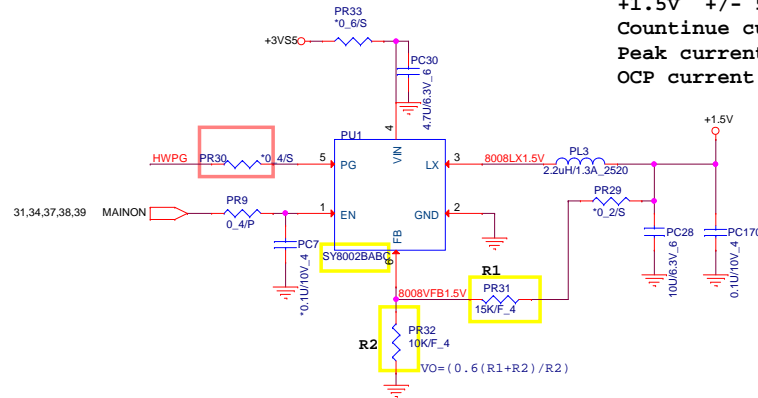 +1.5V +/-
Countinue
Peak current
OCP current
PR33
*0_6/S
+3VS5
PC30
4.7U/6.3V_6
+1.5V
PU1
4
VIN
HWPG
PR30
*0_4/S
5
PG
LX
3
8008LX1.5V
PL3
2.2uH/1.3A_2520
PR29
*0_2/S
31,34,37,38,39
MAINON
PR9
0_4/P
1
EN
GND
2
FB
6
PC7
*0.1U/10V_4
SY8002BABC
PC28
10U/6.3V_6
PC170
0.1U/10V_4
R1
8008VFB1.5V
PR31
15K/F_4
R2
PR32
10K/F_4
VO=(0.6(R1+R2)/R2)